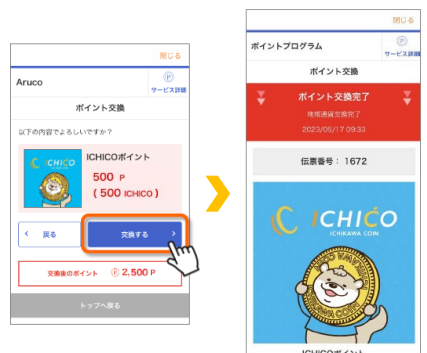 閉じる
Aruco
P
サービス詳細
ポイント交換
以下の内容でよろしいですか?
ICHICO
ICHICOポイント
500 P
( 500 ICHICO )
戻る
交換する
交換後のポイント P 2,500 P
トップへ戻る
閉じる
ポイントプログラム
P
サービス詳細
ポイント交換
ポイント交換完了
地域通貨交換完了
2023/05/17 09:33
伝票番号: 1672
ICHICO
ICHIKAWA COIN
ICHICOポイント